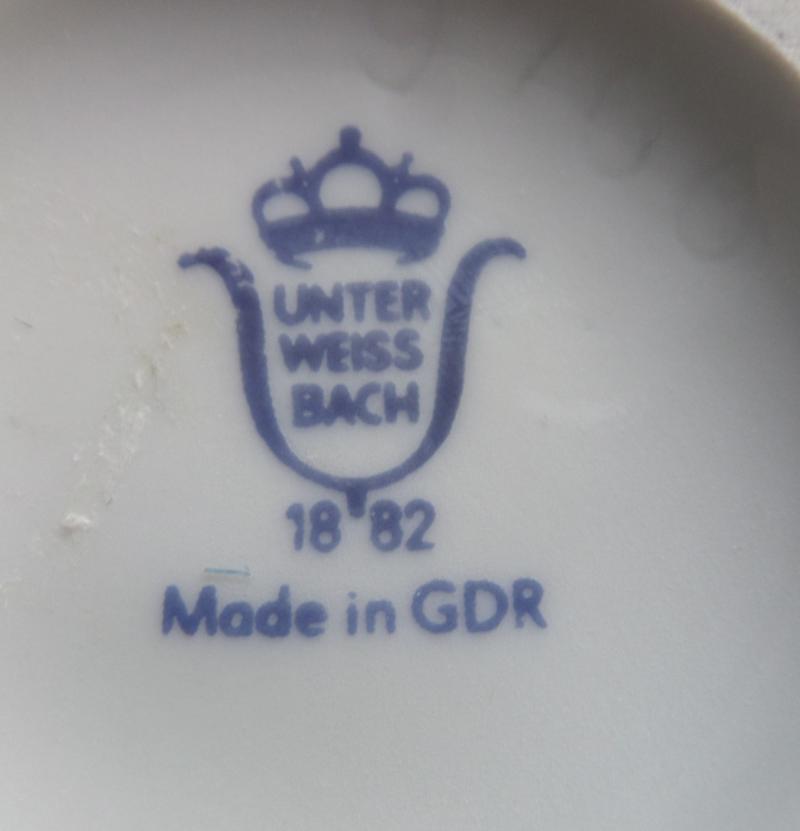 UNTER
WEISS
BACH
18 82
Made in GDR